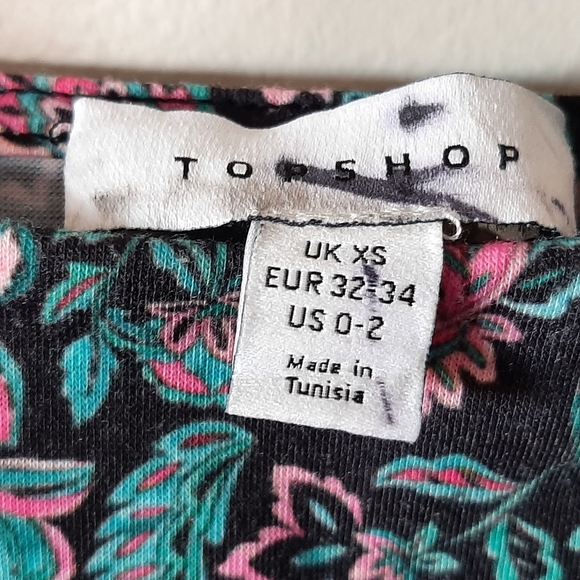 TOPSHOP
UK XS
EUR 32-34
US 0-2
Made in
Tunisia